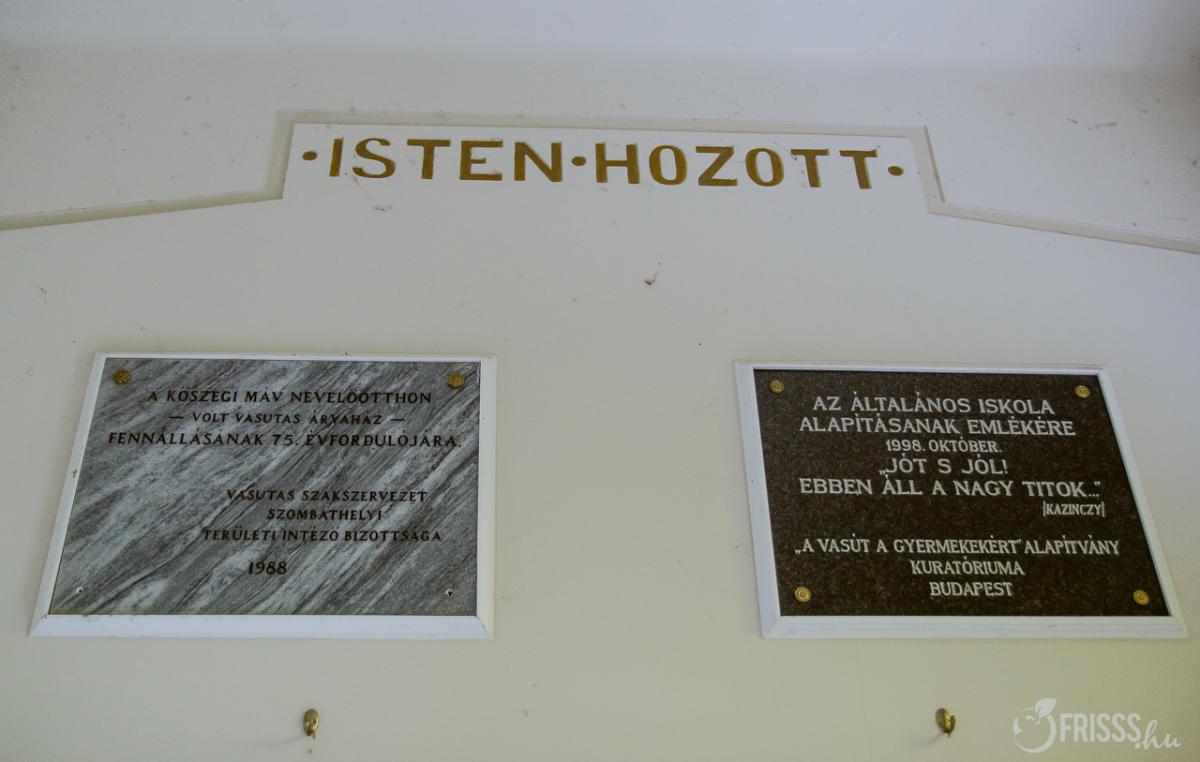 ·ISTEN·HOZOTT·
A KŐSZEGI MÁV NEVELŐOTTHON
— VOLT VASUTAS ÁRVAHÁZ —
FENNÁLLÁSÁNAK 75. ÉVFORDULÓJÁRA.
VASUTAS SZAKSZERVEZET
SZOMBATHELYI
TERÜLETI INTÉZŐ BIZOTTSÁGA
1988
AZ ÁLTALÁNOS ISKOLA
ALAPÍTÁSANAK EMLÉKÉRE
1998. OKTÓBER.
„JÓT S JÓL!
EBBEN ÁLL A NAGY TITOK..."
|KAZINCZY|
„A VASÚT A GYERMEKEKÉRT" ALAPÍTVÁNY
KURATÓRIUMA
BUDAPEST
FRISSS.hu